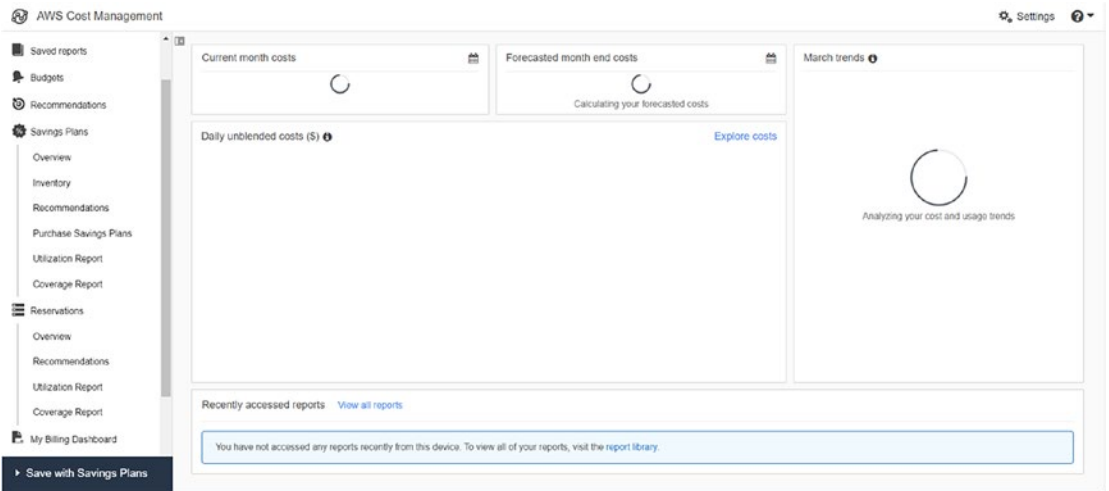 AWS Cost Management
Settings
Saved reports
Budgets
Recommendations
Savings Plans
Overview
Inventory
Recommendations
Purchase Savings Plans
Utilization Report
Coverage Report
Reservations
Overview
Recommendations
Utilization Report
Coverage Report
My Billing Dashboard
Save with Savings Plans
Current month costs
Forecasted month end costs
Calculating your forecasted costs
March trends
Analyzing your cost and usage trends
Daily unblended costs ($)
Explore costs
Recently accessed reports View all reports
You have not accessed any reports recently from this device. To view all of your reports, visit the report library.